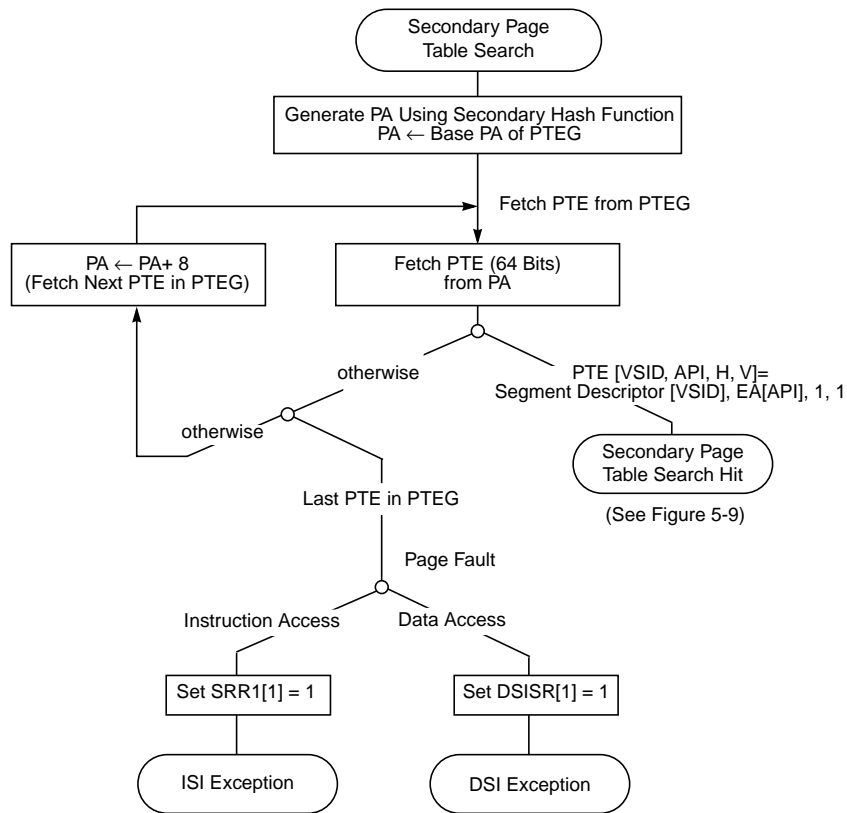 Secondary Page
Table Search
Generate PA Using Secondary Hash Function
PA ← Base PA of PTEG
Fetch PTE from PTEG
PA ← PA+ 8
(Fetch Next PTE in PTEG)
Fetch PTE (64 Bits)
from PA
otherwise
PTE [VSID, API, H, V]=
Segment Descriptor [VSID], EA[API], 1, 1
otherwise
Secondary Page
Table Search Hit
(See Figure 5-9)
Last PTE in PTEG
Page Fault
Instruction Access
Data Access
Set SRR1[1] = 1
Set DSISR[1] = 1
ISI Exception
DSI Exception